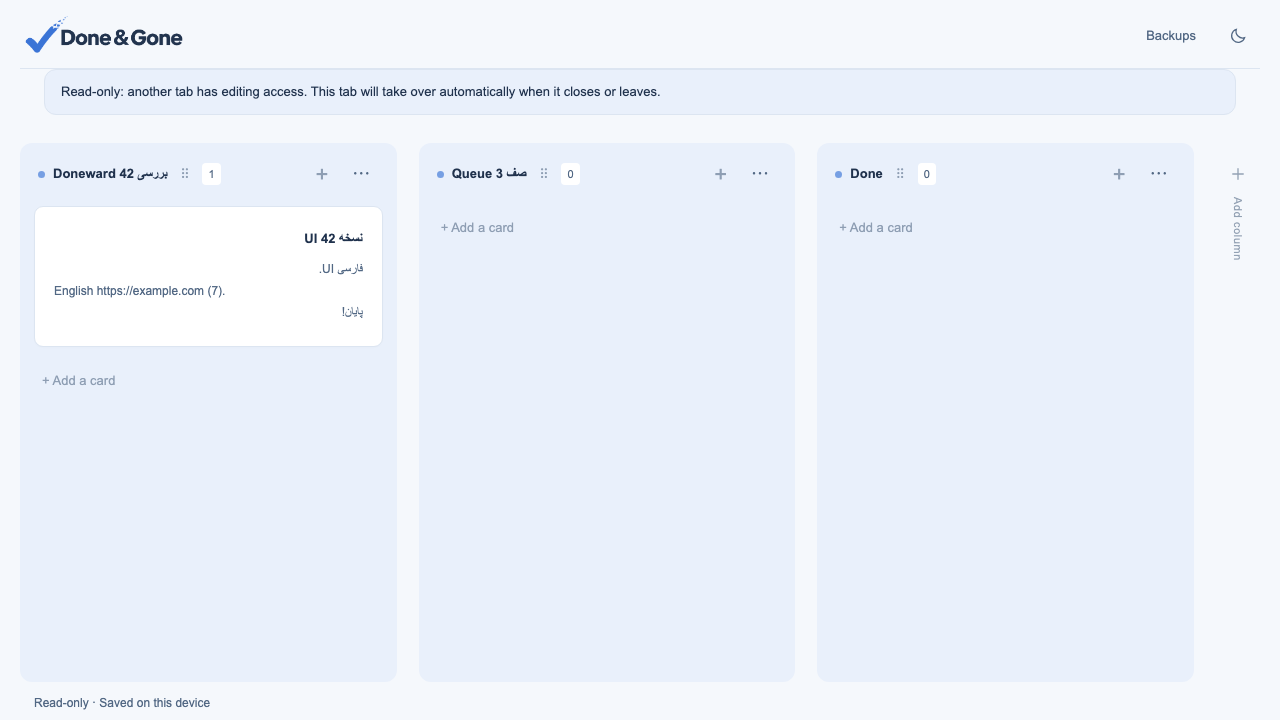 Done&Gone
Backups
Read-only: another tab has editing access. This tab will take over automatically when it closes or leaves.
Doneward 42 بررسی
1
نسخه 42 UI
فارسی UI.
English https://example.com (7).
پایان!
+ Add a card
Queue 3 صف
0
+ Add a card
Done
0
+ Add a card
Add column
Read-only · Saved on this device